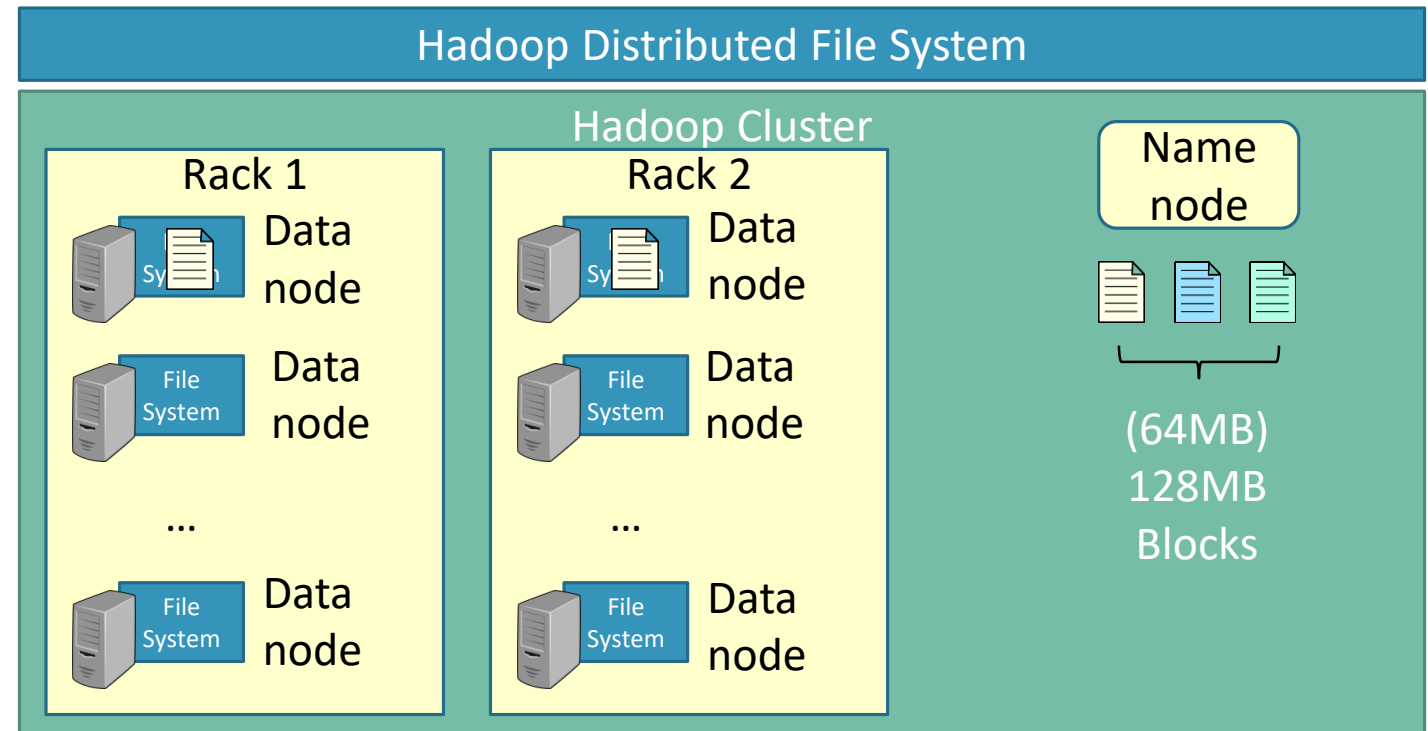 Hadoop Distributed File System
Hadoop Cluster
Rack 1
Data
node
File
System
Data
node
...
File
System
Data
node
Rack 2
Data
node
File
System
Data
node
...
File
System
Data
node
Name
node
(64MB)
128MB
Blocks